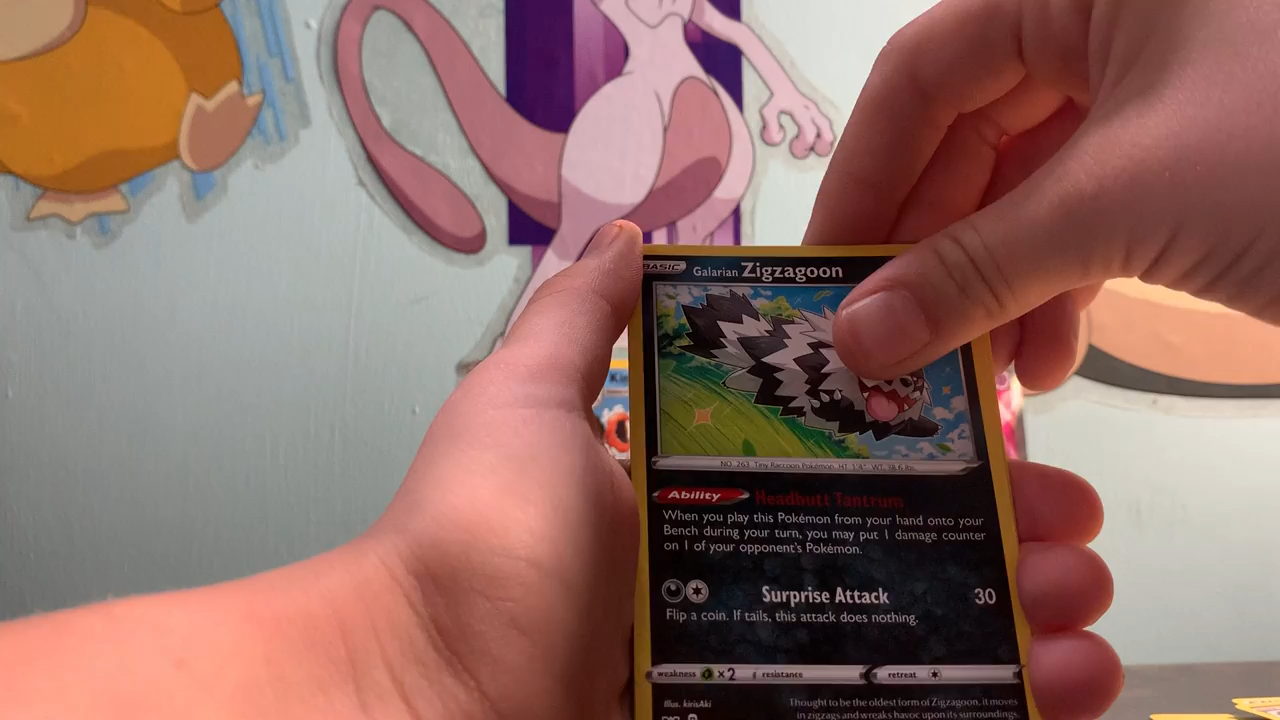 BASIC Galarian Zigzagoon
NO. 263 Tiny Raccoon Pokémon HT. 1'4" WT. 38.6 lbs.
Ability Headbutt Tantrum
When you play this Pokémon from your hand onto your
Bench during your turn, you may put 1 damage counter
on 1 of your opponent's Pokémon.
Surprise Attack 30
Flip a coin. If tails, this attack does nothing.
weakness ×2 resistance retreat
Illus. kirisAki
Thought to be the oldest form of Zigzagoon, it moves
in zigzags and wreaks havoc upon its surroundings.